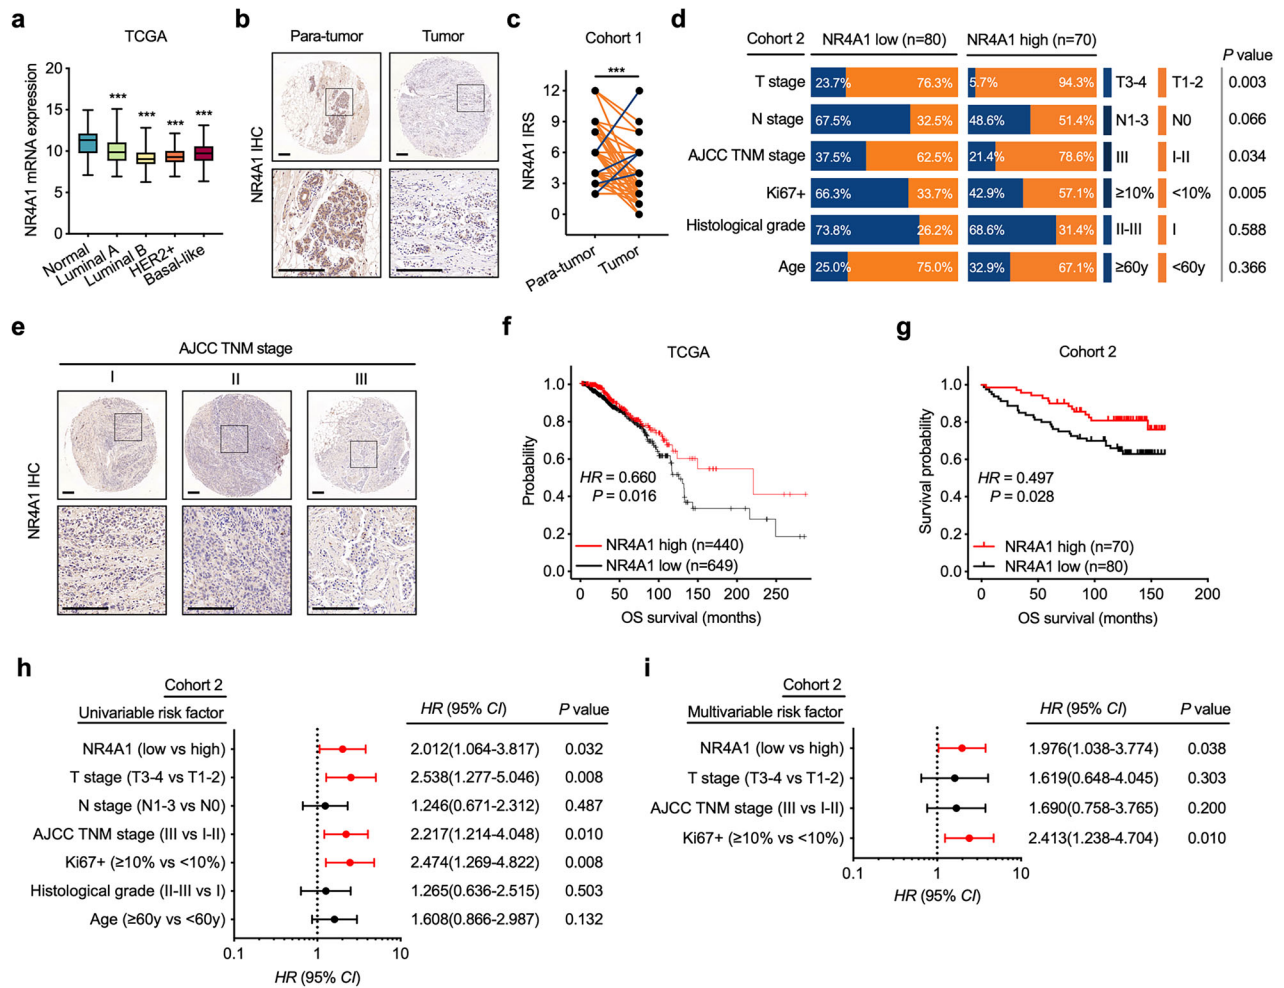 a
TCGA
NR4A1 mRNA expression
20
15
10
5
0
***
***
***
***
Normal
Luminal A
Luminal B
HER2+
Basal-like
b
Para-tumor
Tumor
NR4A1 IHC
c
Cohort 1
***
NR4A1 IRS
12
9
6
3
0
Para-tumor
Tumor
d
Cohort 2 NR4A1 low (n=80) NR4A1 high (n=70)
P value
T stage 23.7% 76.3% 5.7% 94.3% T3-4 T1-2 0.003
N stage 67.5% 32.5% 48.6% 51.4% N1-3 N0 0.066
AJCC TNM stage 37.5% 62.5% 21.4% 78.6% III I-II 0.034
Ki67+ 66.3% 33.7% 42.9% 57.1% ≥10% <10% 0.005
Histological grade 73.8% 26.2% 68.6% 31.4% II-III I 0.588
Age 25.0% 75.0% 32.9% 67.1% ≥60y <60y 0.366
e
AJCC TNM stage
I II III
NR4A1 IHC
f
TCGA
Probability
1.0
0.8
0.6
0.4
0.2
0.0
HR = 0.660
P = 0.016
NR4A1 high (n=440)
NR4A1 low (n=649)
0 50 100 150 200 250
OS survival (months)
g
Cohort 2
Survival probability
1.0
0.8
0.6
0.4
0.2
0.0
HR = 0.497
P = 0.028
NR4A1 high (n=70)
NR4A1 low (n=80)
0 50 100 150 200
OS survival (months)
h
Cohort 2
Univariable risk factor HR (95% CI) P value
NR4A1 (low vs high) 2.012(1.064-3.817) 0.032
T stage (T3-4 vs T1-2) 2.538(1.277-5.046) 0.008
N stage (N1-3 vs N0) 1.246(0.671-2.312) 0.487
AJCC TNM stage (III vs I-II) 2.217(1.214-4.048) 0.010
Ki67+ (≥10% vs <10%) 2.474(1.269-4.822) 0.008
Histological grade (II-III vs I) 1.265(0.636-2.515) 0.503
Age (≥60y vs <60y) 1.608(0.866-2.987) 0.132
0.1 1 10
HR (95% CI)
i
Cohort 2
Multivariable risk factor HR (95% CI) P value
NR4A1 (low vs high) 1.976(1.038-3.774) 0.038
T stage (T3-4 vs T1-2) 1.619(0.648-4.045) 0.303
AJCC TNM stage (III vs I-II) 1.690(0.758-3.765) 0.200
Ki67+ (≥10% vs <10%) 2.413(1.238-4.704) 0.010
0.1 1 10
HR (95% CI)